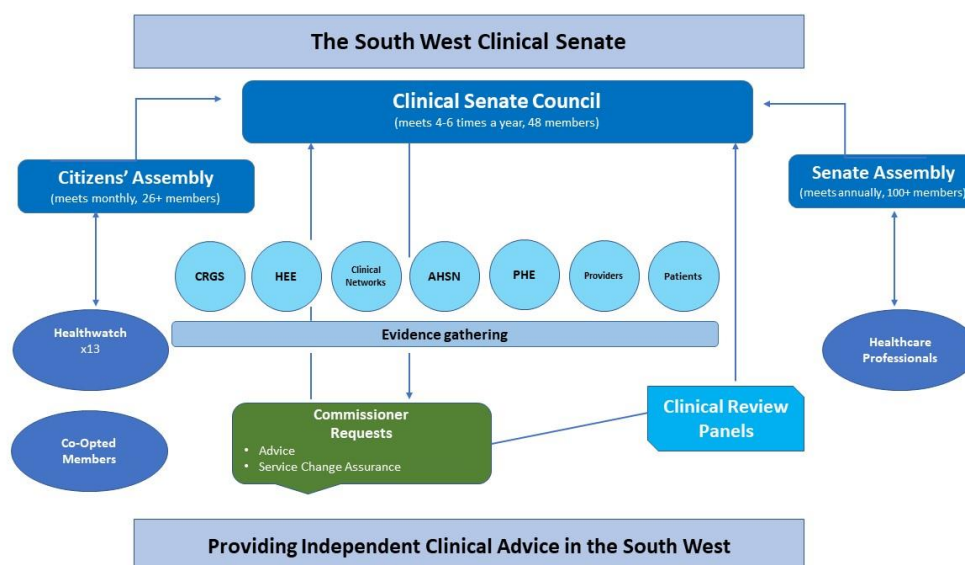 The South West Clinical Senate
Clinical Senate Council
(meets 4-6 times a year, 48 members)
Citizens’ Assembly
(meets monthly, 26+ members)
Senate Assembly
(meets annually, 100+ members)
CRGS
HEE
Clinical
Networks
AHSN
PHE
Providers
Patients
Evidence gathering
Healthwatch
x13
Healthcare
Professionals
Commissioner
Requests
• Advice
• Service Change Assurance
Clinical Review
Panels
Co-Opted
Members
Providing Independent Clinical Advice in the South West